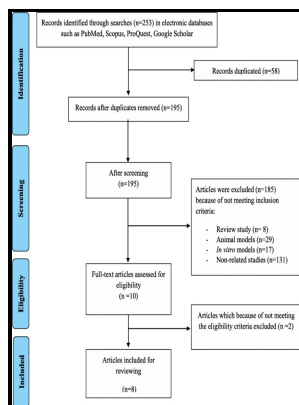 Identification
Records identified through searches (n=253) in electronic databases
such as PubMed, Scopus, ProQuest, Google Scholar
Records duplicated (n=58)
Records after duplicates removed (n=195)
Screening
After screening
(n=195)
Articles were excluded (n=185)
because of not meeting inclusion
criteria:
- Review study (n= 8)
- Animal models (n=29)
- In vitro models (n=17)
- Non-related studies (n=131)
Eligibility
Full-text articles assessed for
eligibility
(n =10)
Articles which because of not meeting
the eligibility criteria excluded (n =2)
Included
Articles included for
reviewing
(n=8)